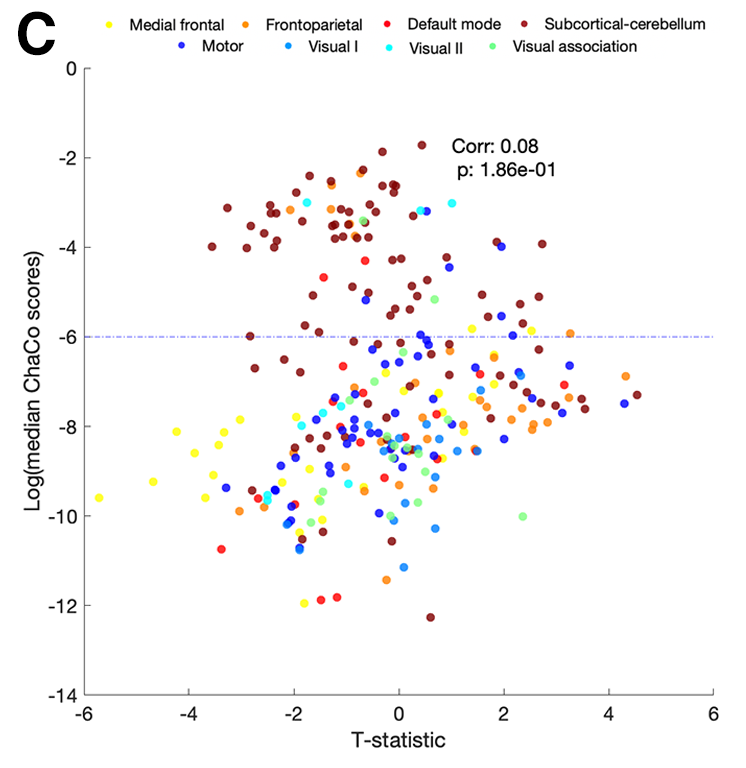 C
Medial frontal Frontoparietal Default mode Subcortical-cerebellum
Motor Visual I Visual II Visual association
Corr: 0.08
p: 1.86e-01
Log(median ChaCo scores)
0
-2
-4
-6
-8
-10
-12
-14
-6 -4 -2 0 2 4 6
T-statistic